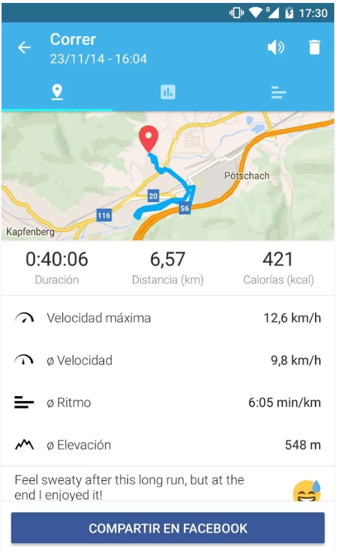 17:30
Correr
23/11/14 - 16:04
Pötschach
20
116
S6
Kapfenberg
0:40:06 6,57 421
Duración Distancia (km) Calorías (kcal)
Velocidad máxima 12,6 km/h
ø Velocidad 9,8 km/h
ø Ritmo 6:05 min/km
ø Elevación 548 m
Feel sweaty after this long run, but at the
end I enjoyed it!
COMPARTIR EN FACEBOOK